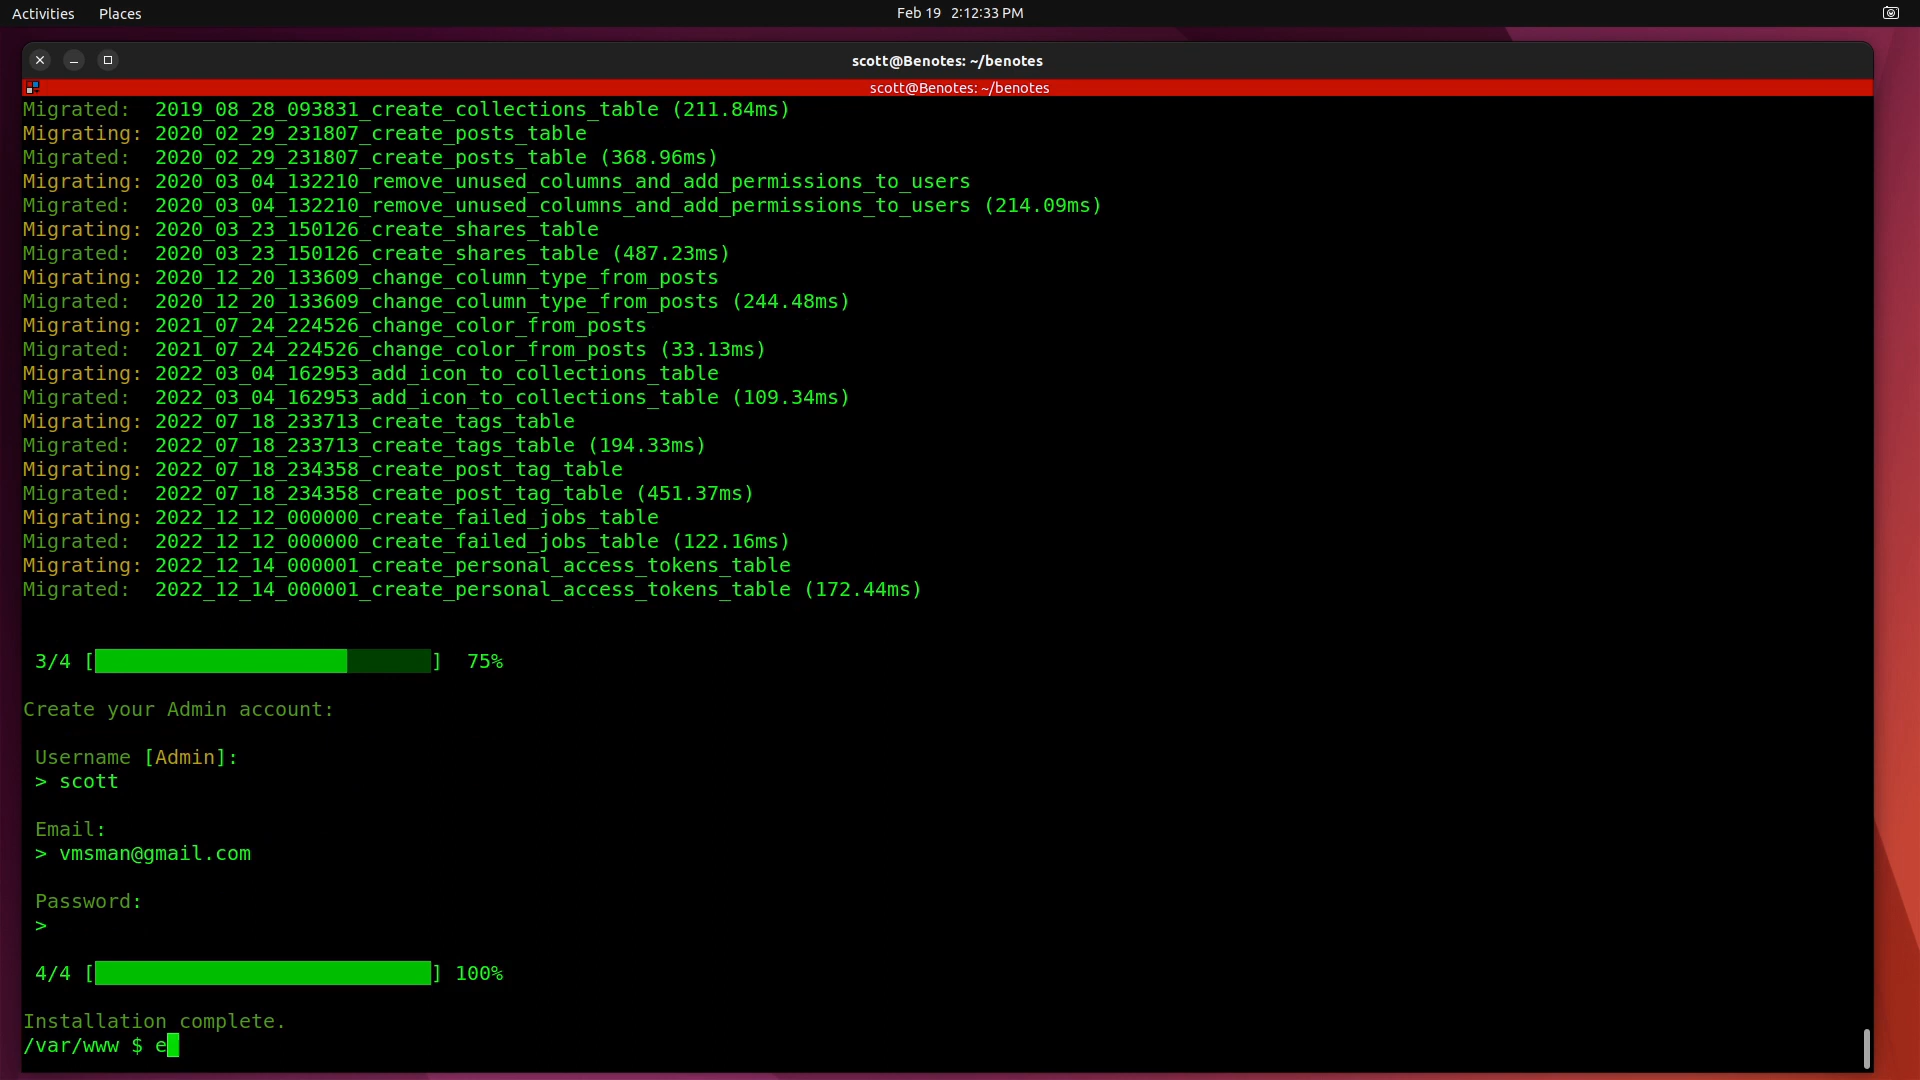 Activities Places Feb 19 2:12:33 PM
scott@Benotes: ~/benotes
scott@Benotes: ~/benotes
Migrated:  2019_08_28_093831_create_collections_table (211.84ms)
Migrating: 2020_02_29_231807_create_posts_table
Migrated:  2020_02_29_231807_create_posts_table (368.96ms)
Migrating: 2020_03_04_132210_remove_unused_columns_and_add_permissions_to_users
Migrated:  2020_03_04_132210_remove_unused_columns_and_add_permissions_to_users (214.09ms)
Migrating: 2020_03_23_150126_create_shares_table
Migrated:  2020_03_23_150126_create_shares_table (487.23ms)
Migrating: 2020_12_20_133609_change_column_type_from_posts
Migrated:  2020_12_20_133609_change_column_type_from_posts (244.48ms)
Migrating: 2021_07_24_224526_change_color_from_posts
Migrated:  2021_07_24_224526_change_color_from_posts (33.13ms)
Migrating: 2022_03_04_162953_add_icon_to_collections_table
Migrated:  2022_03_04_162953_add_icon_to_collections_table (109.34ms)
Migrating: 2022_07_18_233713_create_tags_table
Migrated:  2022_07_18_233713_create_tags_table (194.33ms)
Migrating: 2022_07_18_234358_create_post_tag_table
Migrated:  2022_07_18_234358_create_post_tag_table (451.37ms)
Migrating: 2022_12_12_000000_create_failed_jobs_table
Migrated:  2022_12_12_000000_create_failed_jobs_table (122.16ms)
Migrating: 2022_12_14_000001_create_personal_access_tokens_table
Migrated:  2022_12_14_000001_create_personal_access_tokens_table (172.44ms)
3/4 [ ] 75%
Create your Admin account:
Username [Admin]:
> scott
Email:
> vmsman@gmail.com
Password:
>
4/4 [ ] 100%
Installation complete.
/var/www $ e